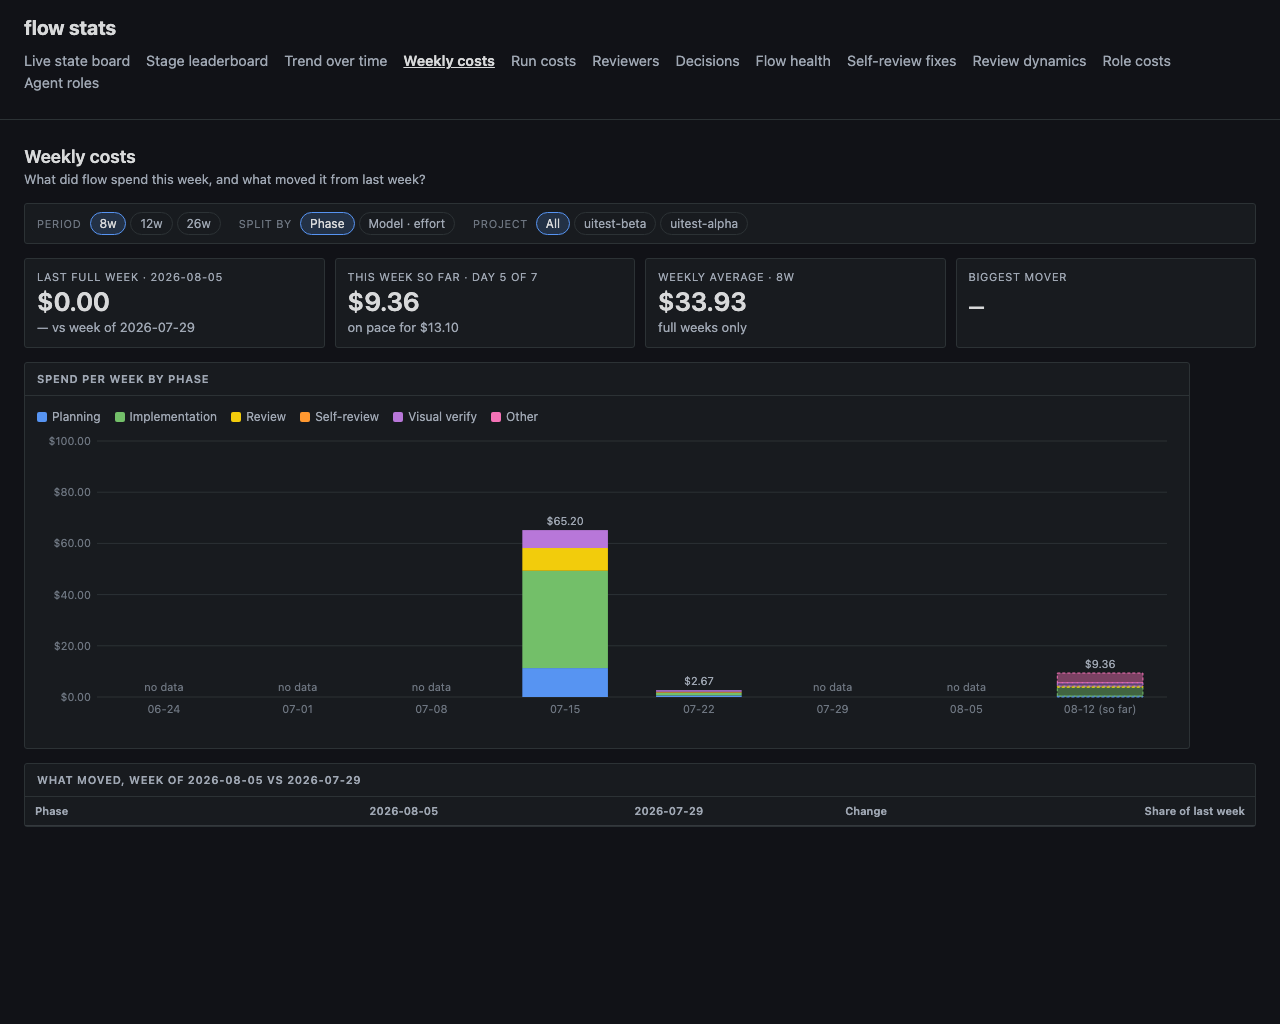 flow stats
Live state board Stage leaderboard Trend over time Weekly costs Run costs Reviewers Decisions Flow health Self-review fixes Review dynamics Role costs
Agent roles
Weekly costs
What did flow spend this week, and what moved it from last week?
PERIOD 8w 12w 26w SPLIT BY Phase Model · effort PROJECT All uitest-beta uitest-alpha
LAST FULL WEEK · 2026-08-05
$0.00
— vs week of 2026-07-29
THIS WEEK SO FAR · DAY 5 OF 7
$9.36
on pace for $13.10
WEEKLY AVERAGE · 8W
$33.93
full weeks only
BIGGEST MOVER
—
SPEND PER WEEK BY PHASE
Planning Implementation Review Self-review Visual verify Other
$100.00
$80.00
$65.20
$60.00
$40.00
$20.00
$9.36
$2.67
no data no data no data no data no data
$0.00
06-24 07-01 07-08 07-15 07-22 07-29 08-05 08-12 (so far)
WHAT MOVED, WEEK OF 2026-08-05 VS 2026-07-29
Phase 2026-08-05 2026-07-29 Change Share of last week